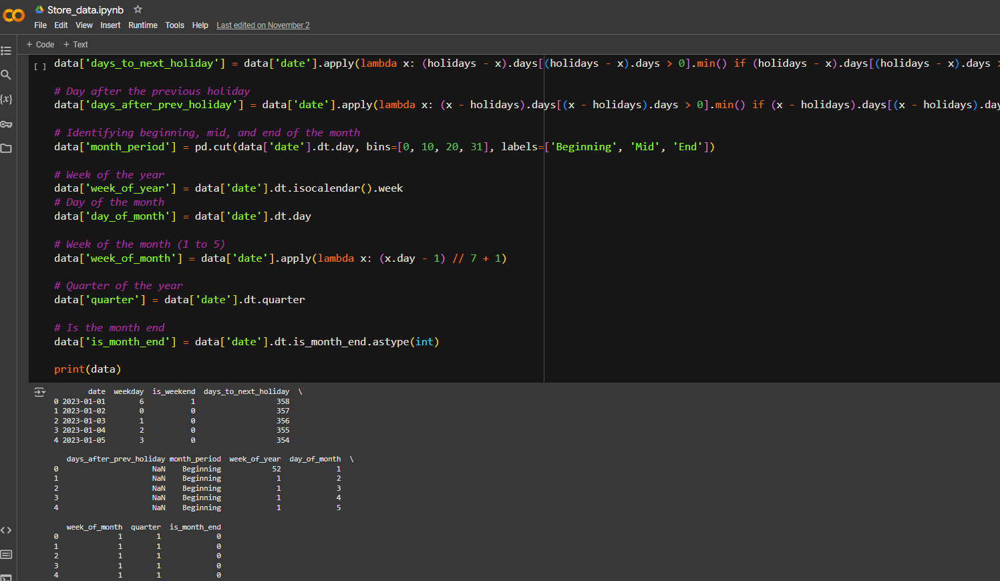 Store_data.ipynb
File Edit View Insert Runtime Tools Help Last edited on November 2
+ Code + Text
[ ] data['days_to_next_holiday'] = data['date'].apply(lambda x: (holidays - x).days[(holidays - x).days > 0].min() if (holidays - x).days[(holidays - x).days >
# Day after the previous holiday
data['days_after_prev_holiday'] = data['date'].apply(lambda x: (x - holidays).days[(x - holidays).days > 0].min() if (x - holidays).days[(x - holidays).day
# Identifying beginning, mid, and end of the month
data['month_period'] = pd.cut(data['date'].dt.day, bins=[0, 10, 20, 31], labels=['Beginning', 'Mid', 'End'])
# Week of the year
data['week_of_year'] = data['date'].dt.isocalendar().week
# Day of the month
data['day_of_month'] = data['date'].dt.day
# Week of the month (1 to 5)
data['week_of_month'] = data['date'].apply(lambda x: (x.day - 1) // 7 + 1)
# Quarter of the year
data['quarter'] = data['date'].dt.quarter
# Is the month end
data['is_month_end'] = data['date'].dt.is_month_end.astype(int)
print(data)
date weekday is_weekend days_to_next_holiday \
0 2023-01-01 6 1 358
1 2023-01-02 0 0 357
2 2023-01-03 1 0 356
3 2023-01-04 2 0 355
4 2023-01-05 3 0 354
days_after_prev_holiday month_period week_of_year day_of_month \
0 NaN Beginning 52 1
1 NaN Beginning 1 2
2 NaN Beginning 1 3
3 NaN Beginning 1 4
4 NaN Beginning 1 5
week_of_month quarter is_month_end
0 1 1 0
1 1 1 0
2 1 1 0
3 1 1 0
4 1 1 0